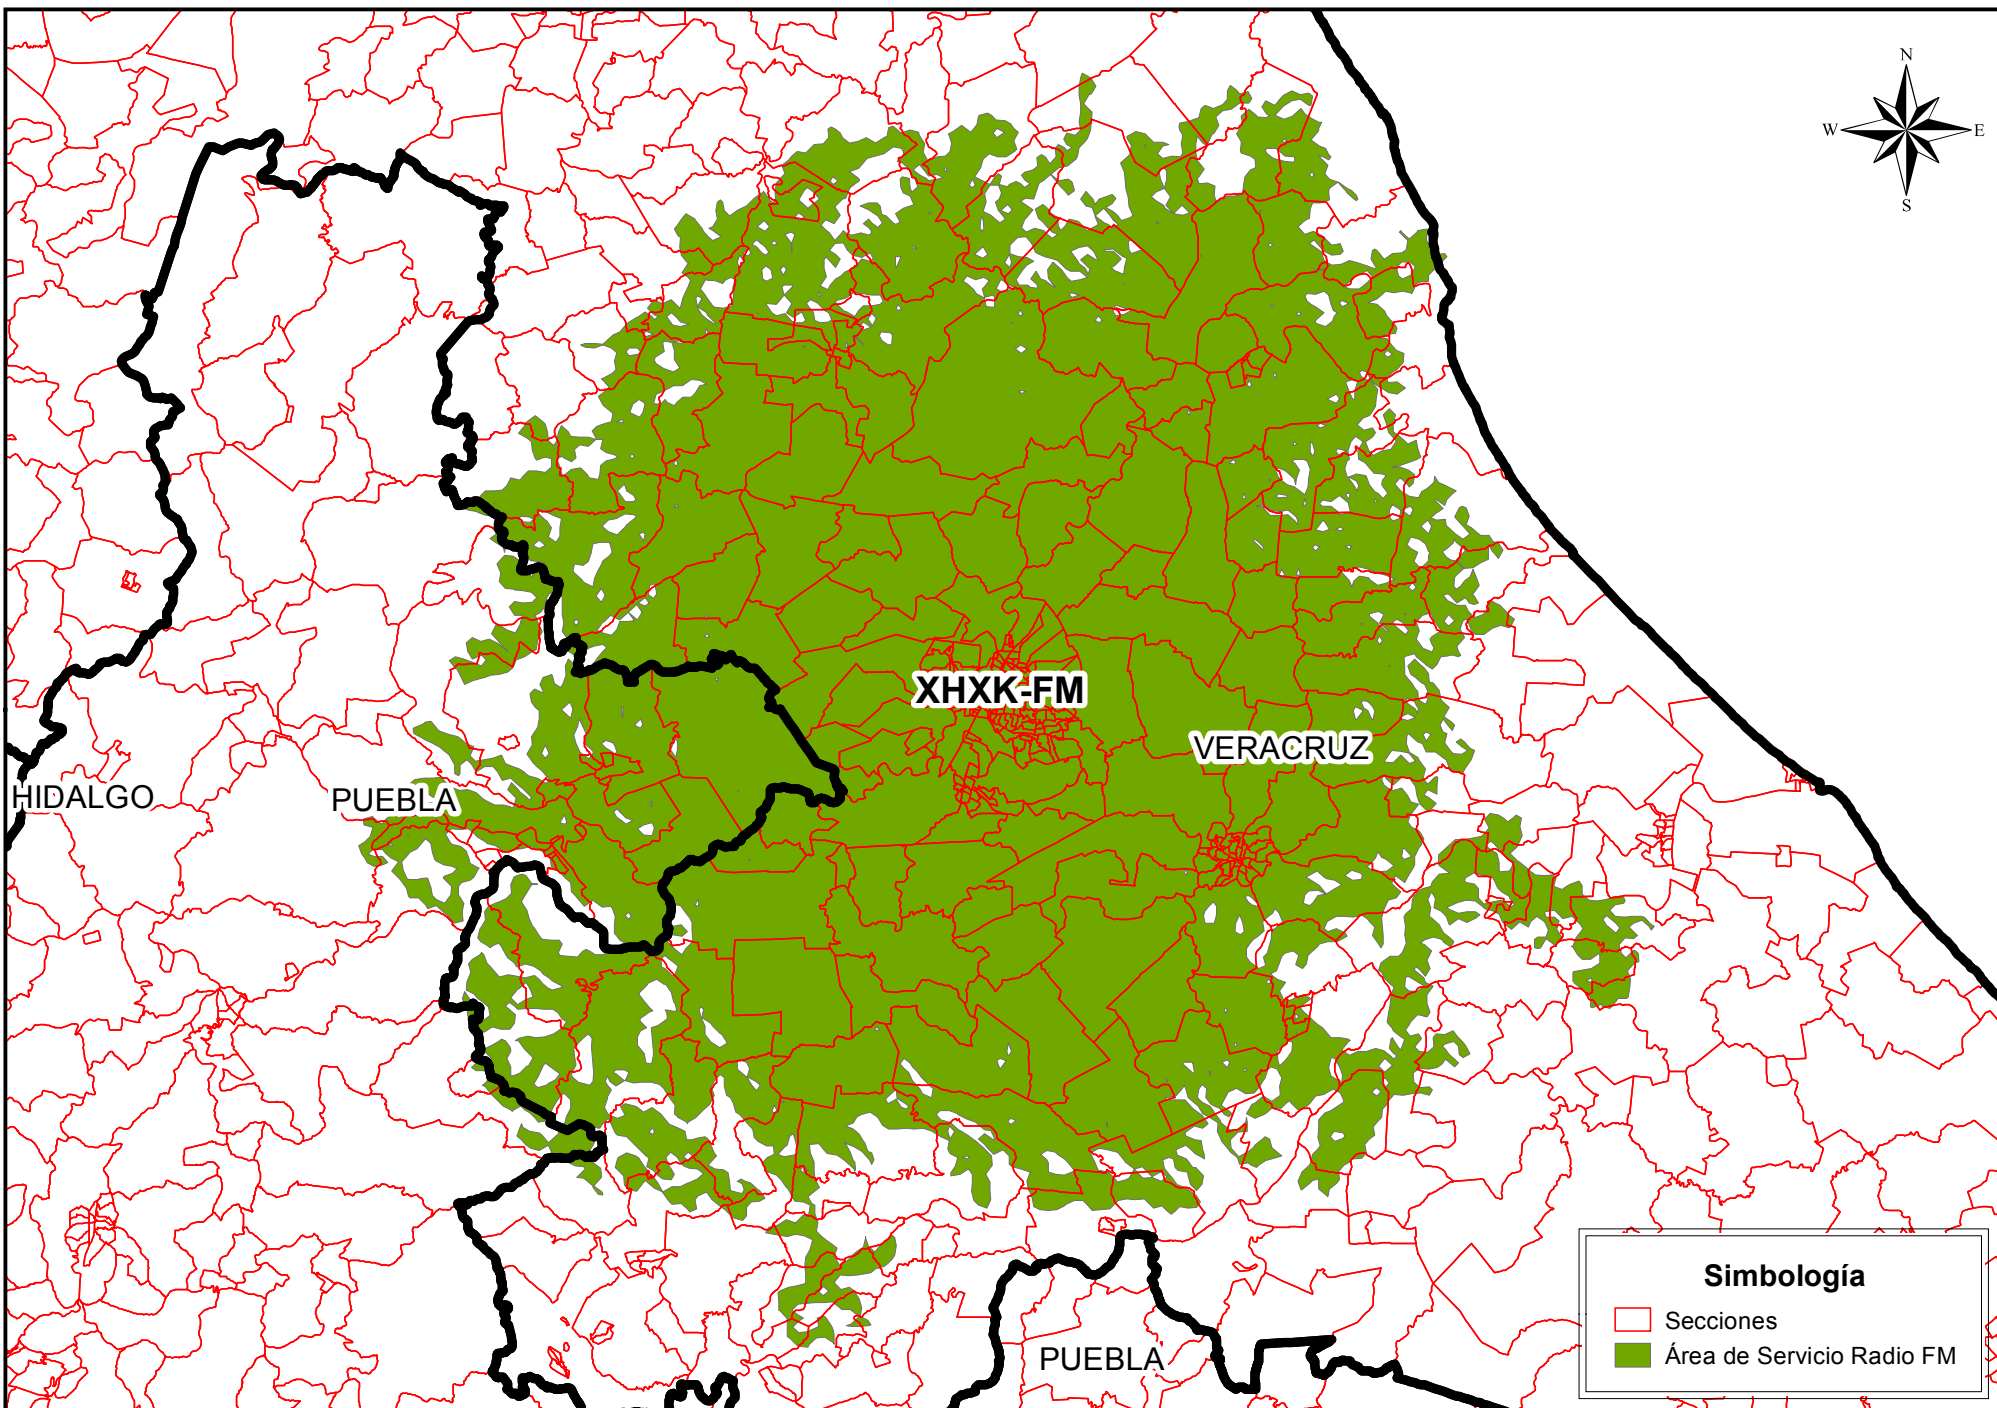 N
W E
S
XHXK-FM
VERACRUZ
HIDALGO
PUEBLA
PUEBLA
Simbología
Secciones
Área de Servicio Radio FM